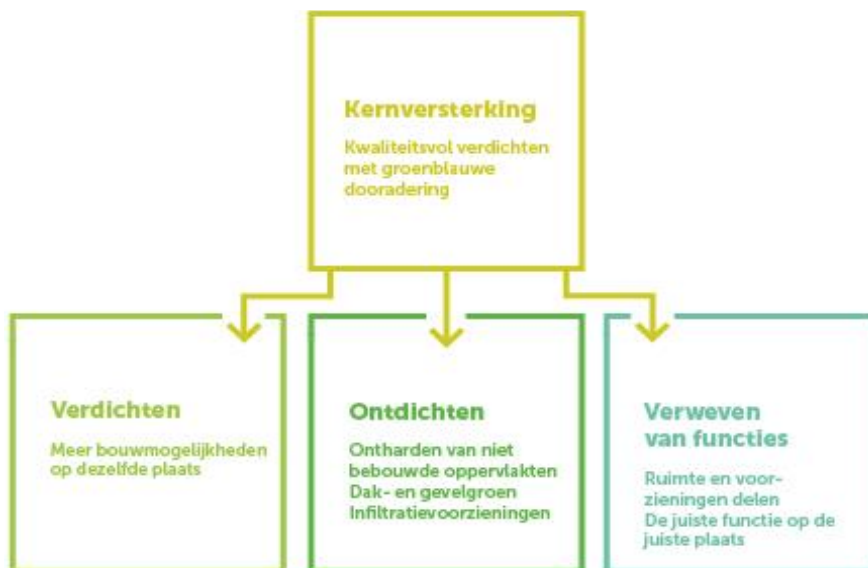 Kernversterking
Kwaliteitsvol verdichten
met groenblauwe
dooradering
Verdichten
Meer bouwmogelijkheden
op dezelfde plaats
Ontdichten
Ontharden van niet
bebouwde oppervlakten
Dak- en gevelgroen
Infiltratievoorzieningen
Verweven
van functies
Ruimte en voor-
zieningen delen
De juiste functie op de
juiste plaats